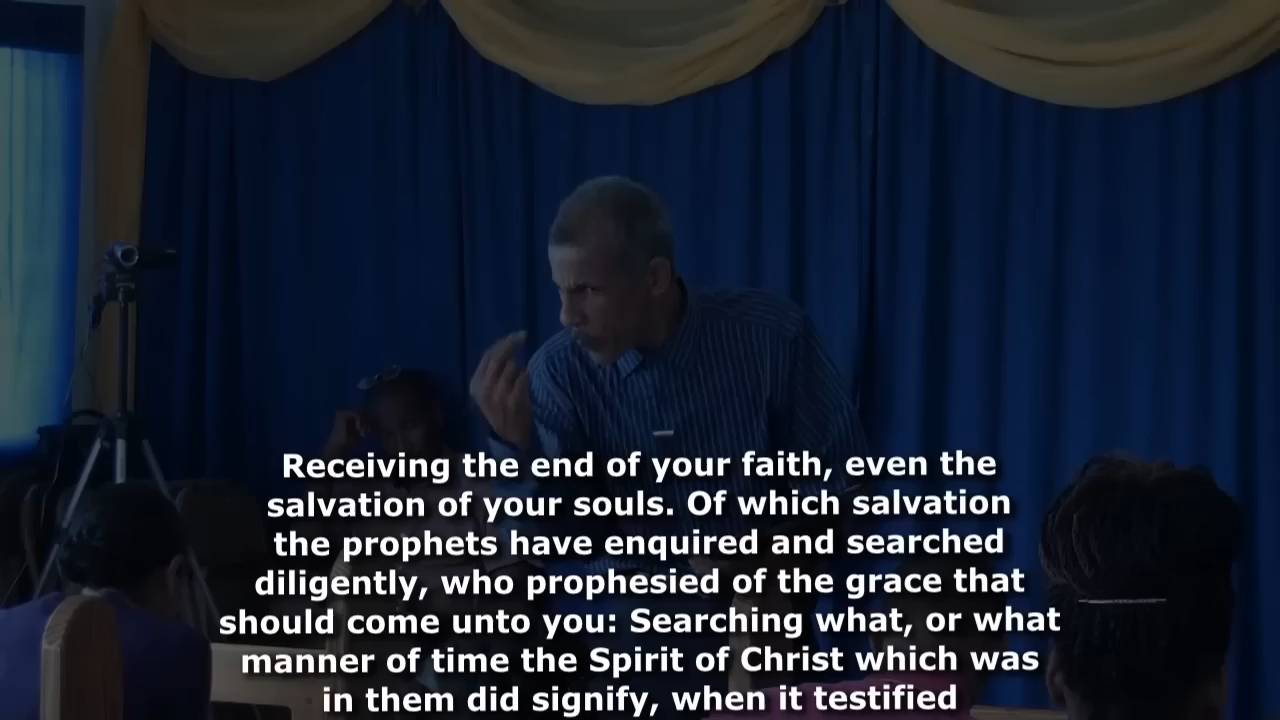 Receiving the end of your faith, even the
salvation of your souls. Of which salvation
the prophets have enquired and searched
diligently, who prophesied of the grace that
should come unto you: Searching what, or what
manner of time the Spirit of Christ which was
in them did signify, when it testified